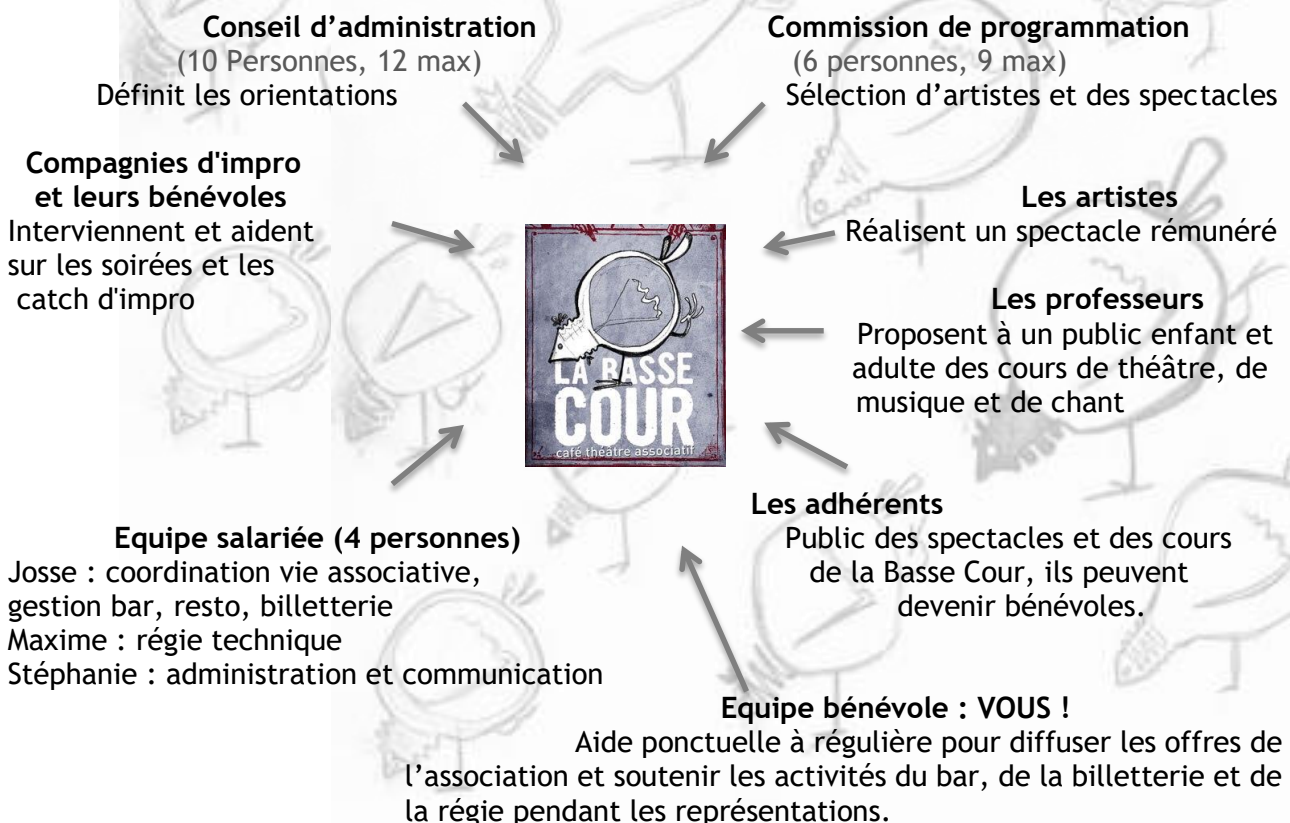 Conseil d’administration
(10 Personnes, 12 max)
Définit les orientations
Commission de programmation
(6 personnes, 9 max)
Sélection d’artistes et des spectacles
Compagnies d'impro
et leurs bénévoles
Interviennent et aident
sur les soirées et les
catch d'impro
Les artistes
Réalisent un spectacle rémunéré
Les professeurs
Proposent à un public enfant et
adulte des cours de théâtre, de
musique et de chant
LA BASSE
COUR
café théâtre associatif
Les adhérents
Public des spectacles et des cours
de la Basse Cour, ils peuvent
devenir bénévoles.
Equipe salariée (4 personnes)
Josse : coordination vie associative,
gestion bar, resto, billetterie
Maxime : régie technique
Stéphanie : administration et communication
Equipe bénévole : VOUS !
Aide ponctuelle à régulière pour diffuser les offres de
l’association et soutenir les activités du bar, de la billetterie et de
la régie pendant les représentations.